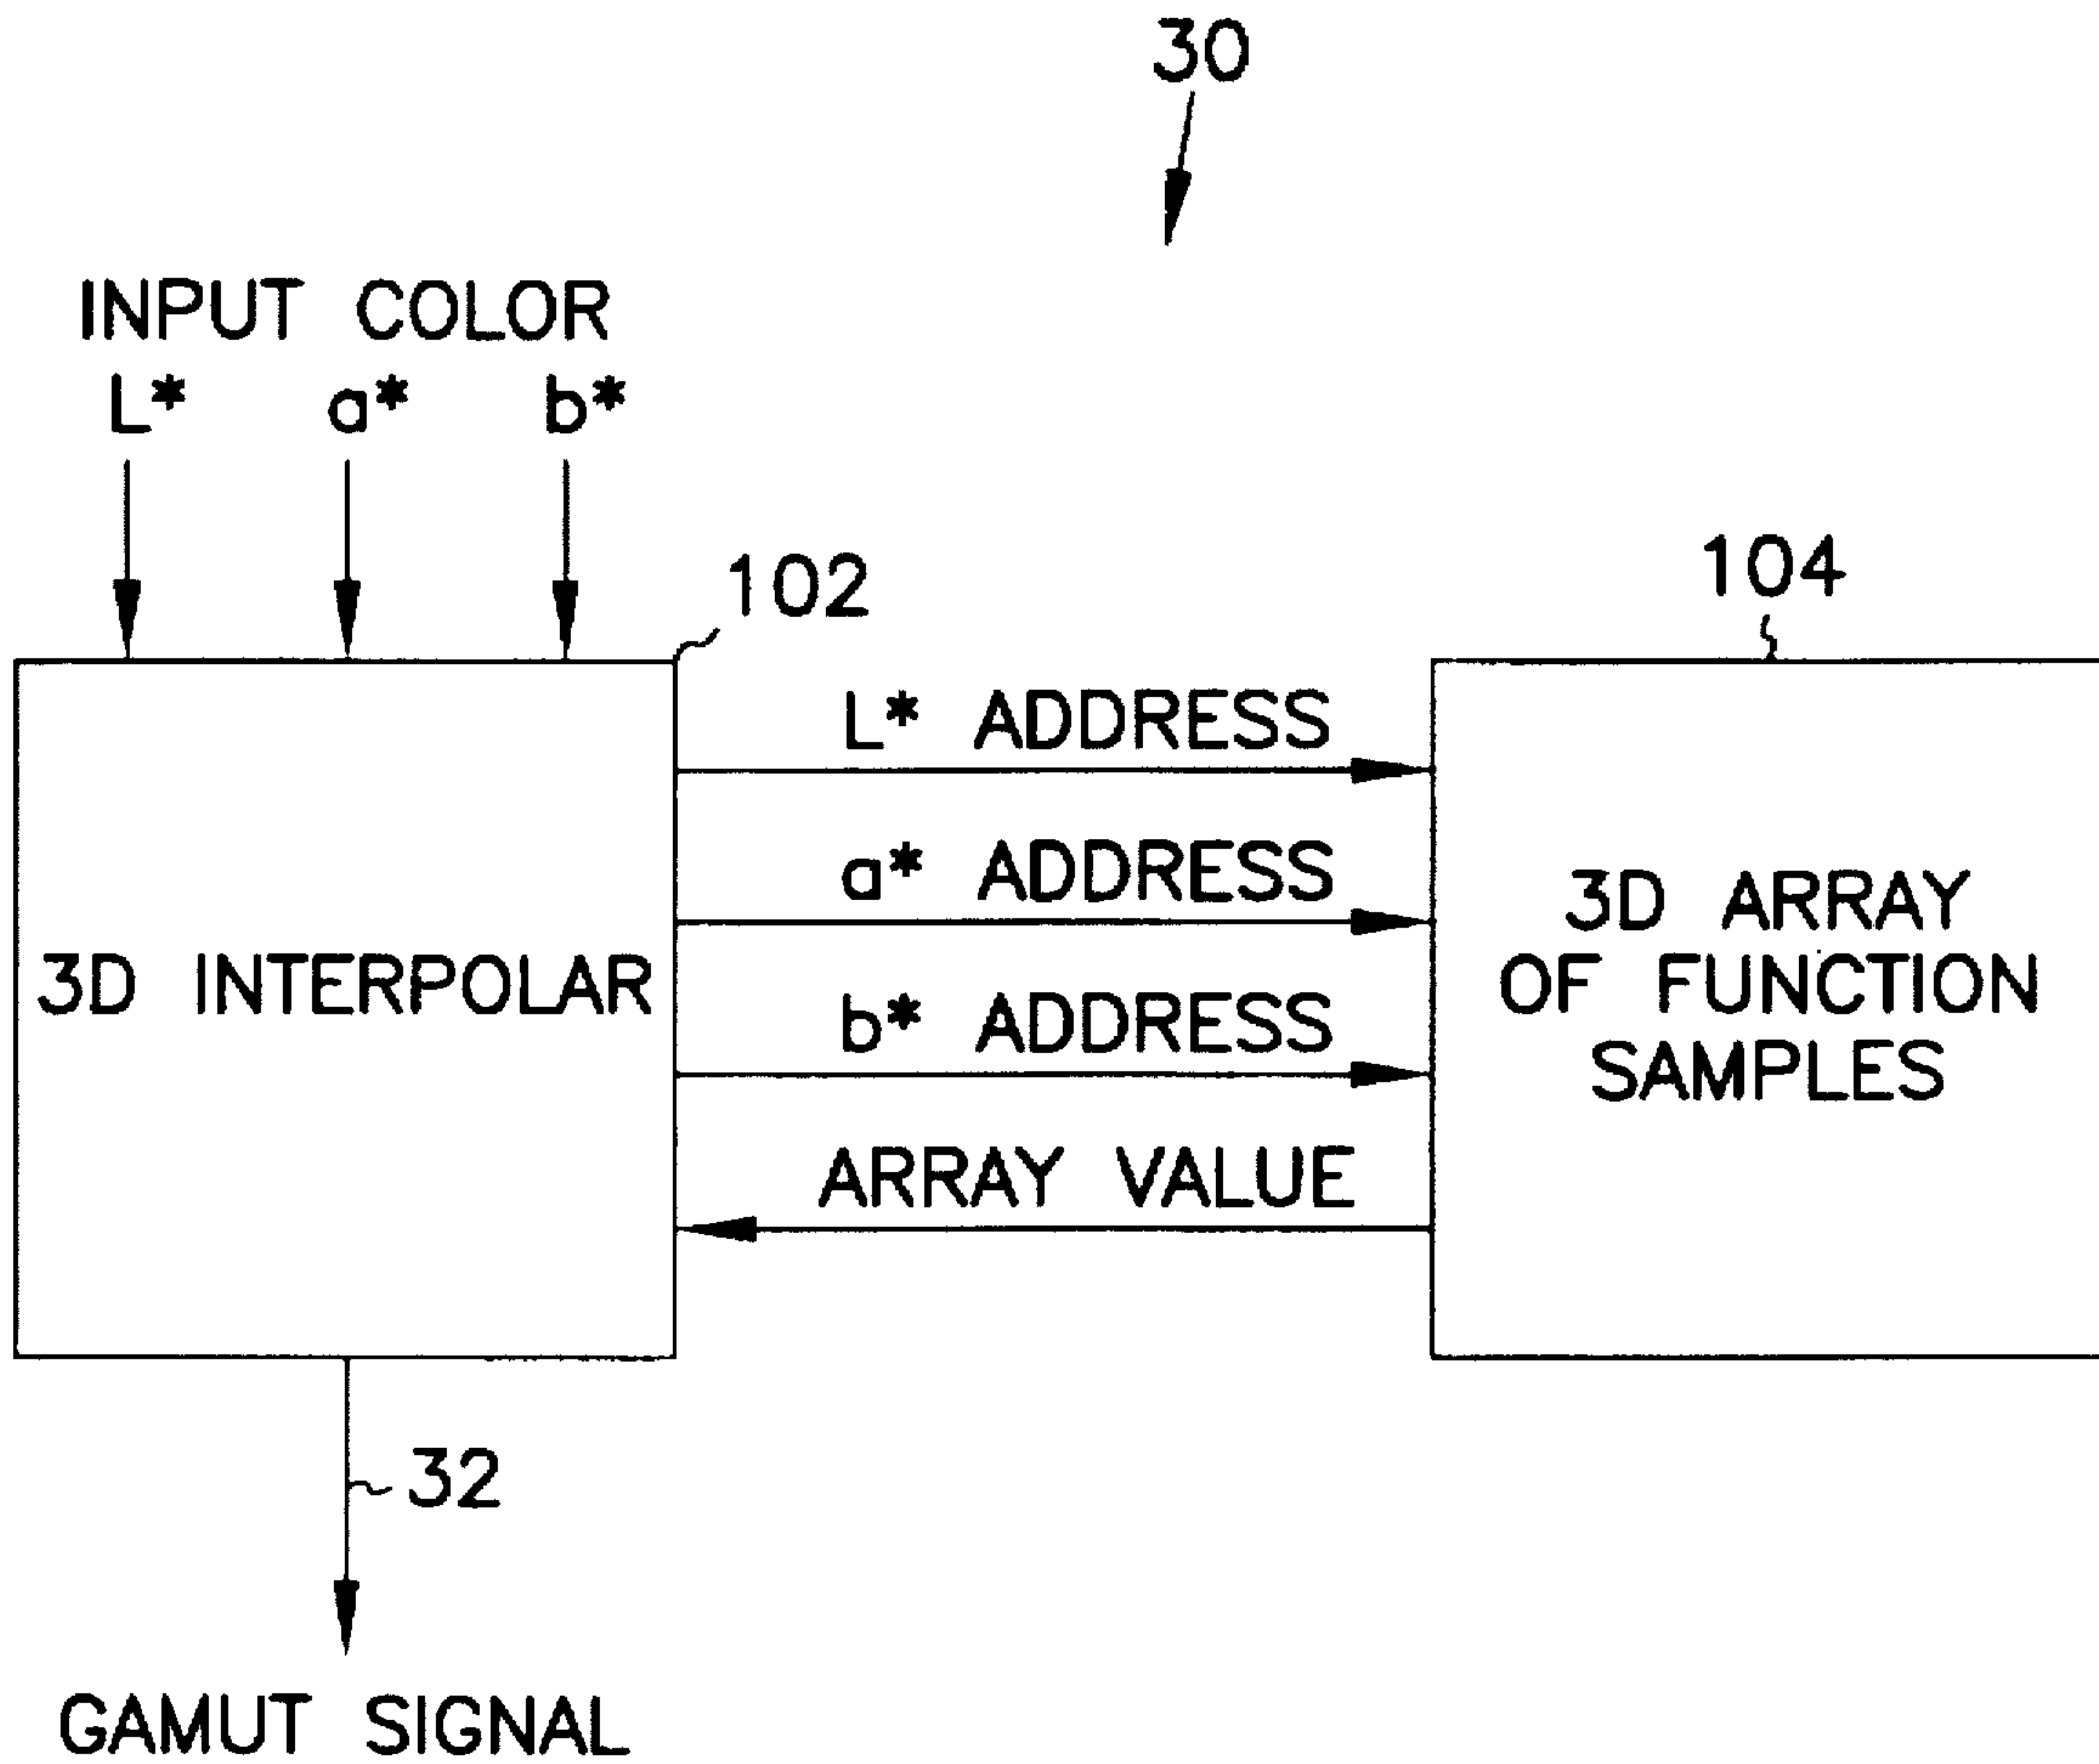 30
INPUT COLOR
L* a* b*
102
104
L* ADDRESS
a* ADDRESS
b* ADDRESS
ARRAY VALUE
3D INTERPOLAR
3D ARRAY
OF FUNCTION
SAMPLES
32
GAMUT SIGNAL